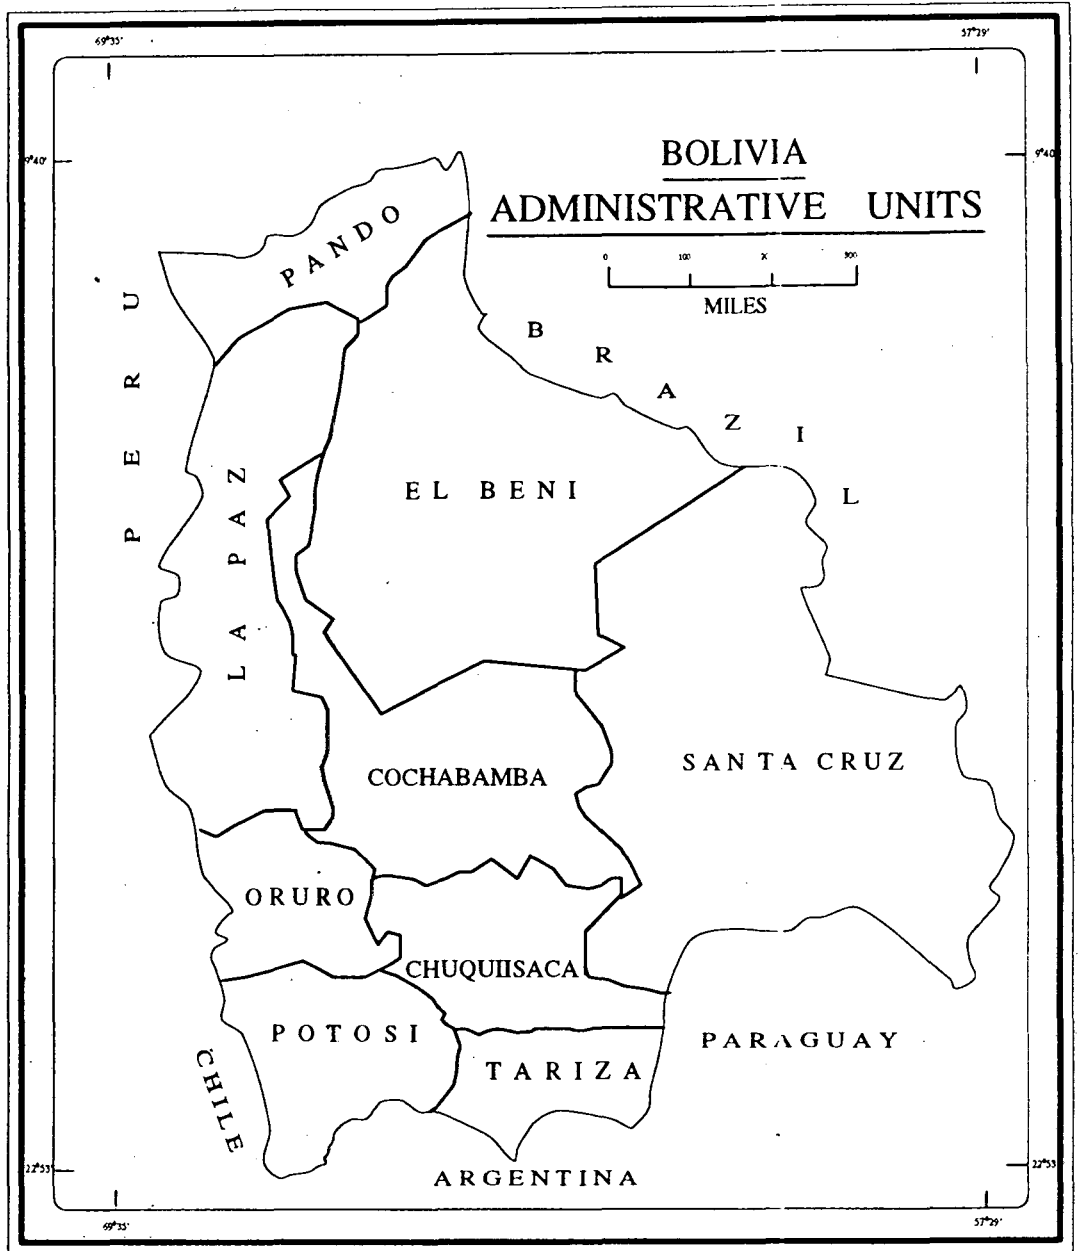 69°35'
57°29'
9°40'
9°40
BOLIVIA
ADMINISTRATIVE UNITS
0 100 300
MILES
PERU
PANDO
BRAZIL
EL BENI
LA PAZ
SANTA CRUZ
COCHABAMBA
ORURO
CHUQUIISACA
POTOSI
TARIZA
PARAGUAY
CHILE
ARGENTINA
22°53'
22°53'
69°35'
57°29'